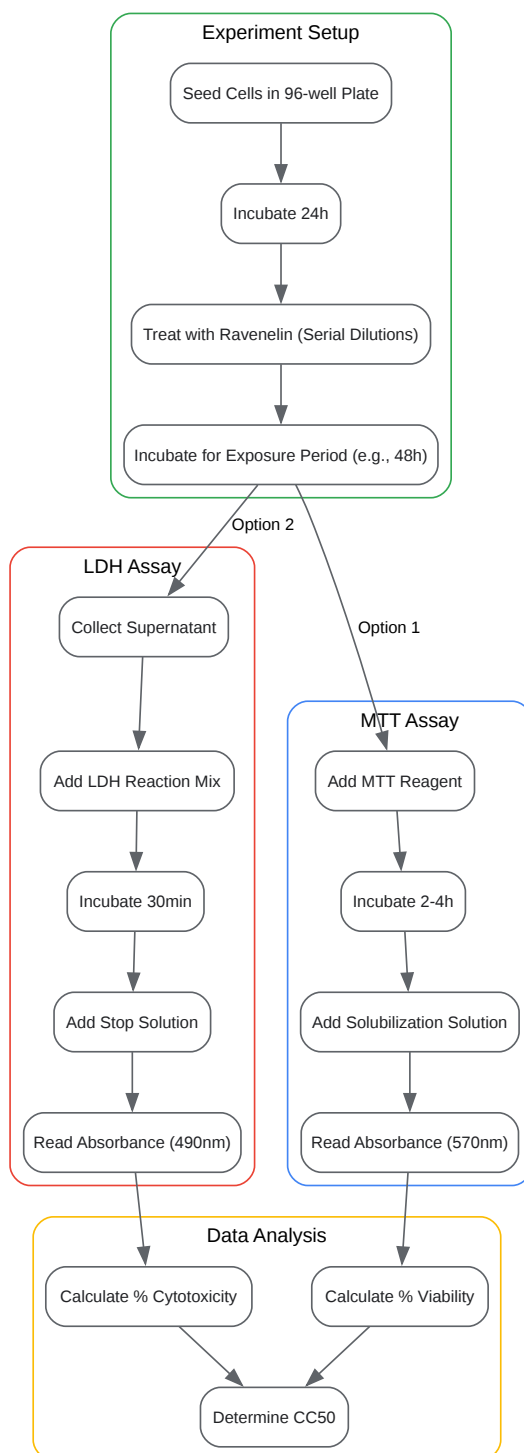 Experiment Setup
Seed Cells in 96-well Plate
Incubate 24h
Treat with Ravenelin (Serial Dilutions)
Incubate for Exposure Period (e.g., 48h)
Option 2
Option 1
LDH Assay
Collect Supernatant
Add LDH Reaction Mix
Incubate 30min
Add Stop Solution
Read Absorbance (490nm)
MTT Assay
Add MTT Reagent
Incubate 2-4h
Add Solubilization Solution
Read Absorbance (570nm)
Data Analysis
Calculate % Cytotoxicity
Calculate % Viability
Determine CC50